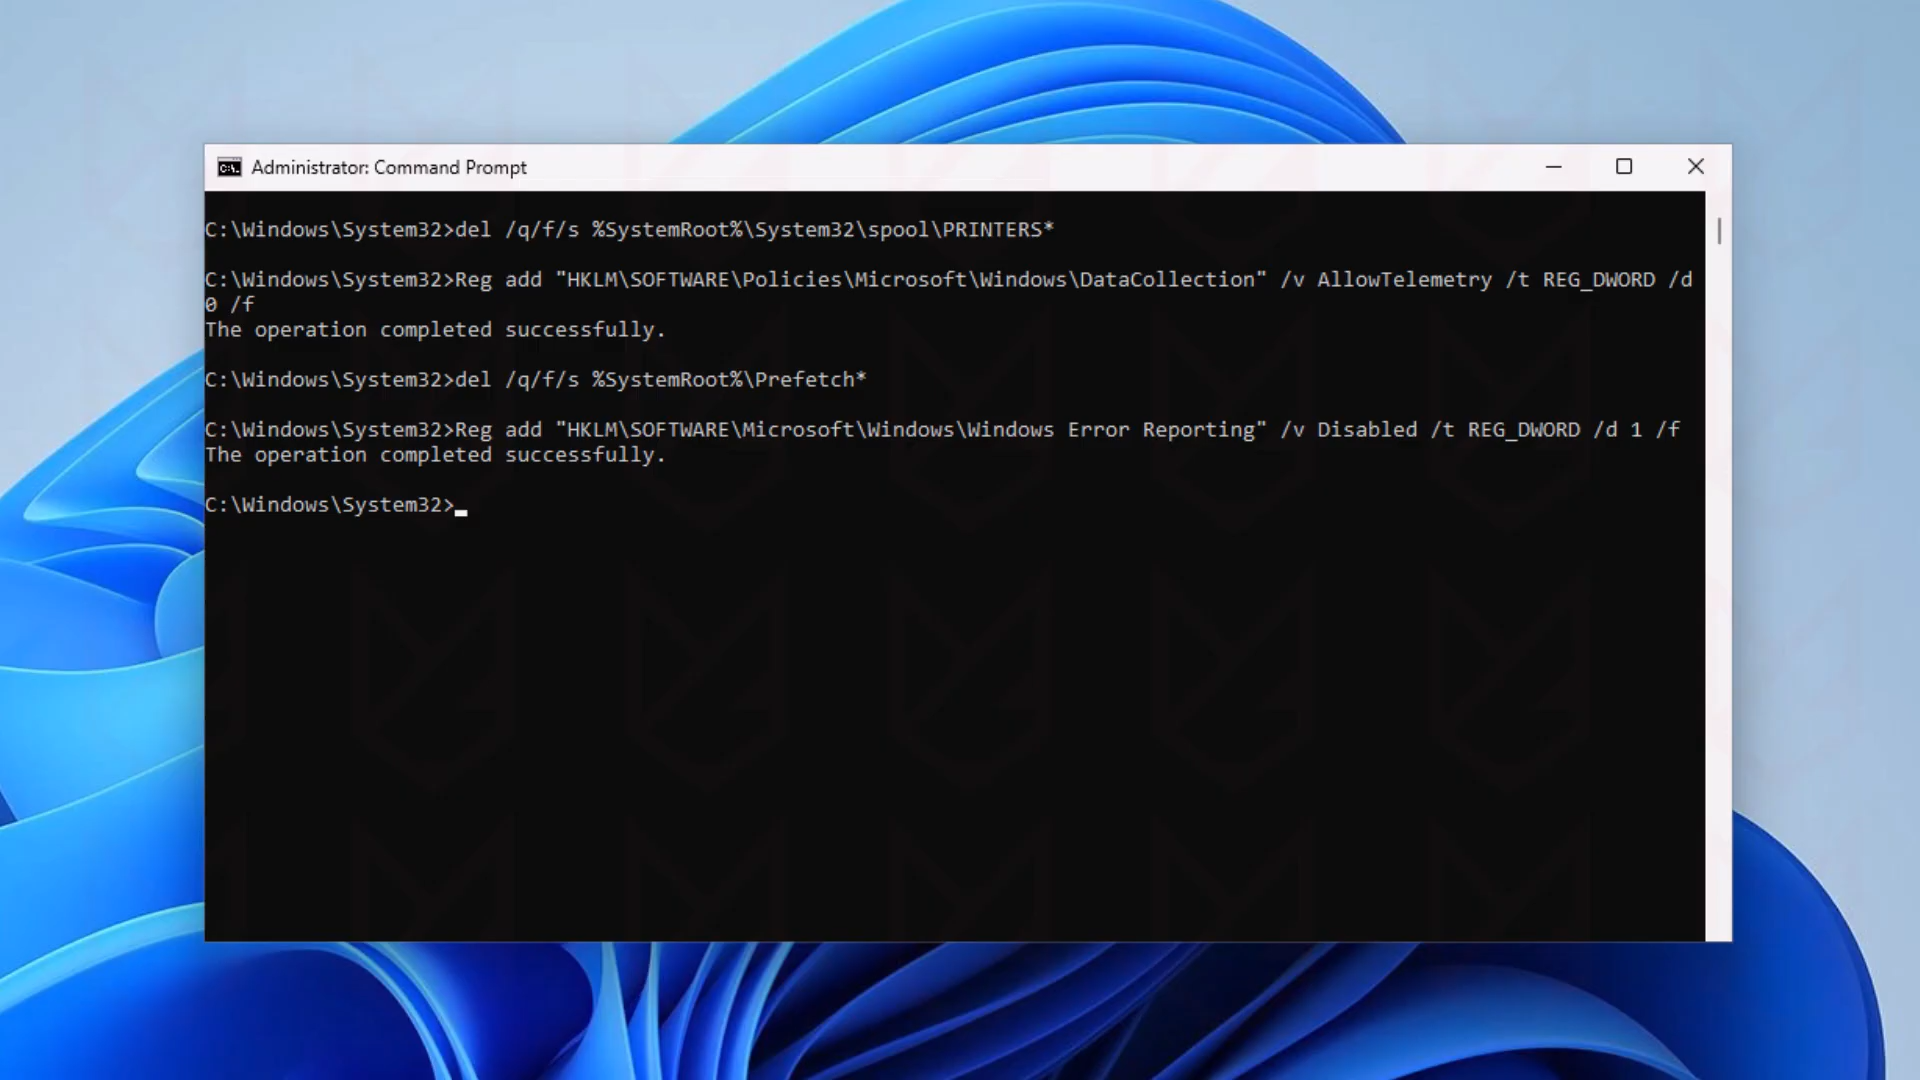 Administrator: Command Prompt
C:\Windows\System32>del /q/f/s %SystemRoot%\System32\spool\PRINTERS*
C:\Windows\System32>Reg add "HKLM\SOFTWARE\Policies\Microsoft\Windows\DataCollection" /v AllowTelemetry /t REG_DWORD /d
0 /f
The operation completed successfully.
C:\Windows\System32>del /q/f/s %SystemRoot%\Prefetch*
C:\Windows\System32>Reg add "HKLM\SOFTWARE\Microsoft\Windows\Windows Error Reporting" /v Disabled /t REG_DWORD /d 1 /f
The operation completed successfully.
C:\Windows\System32>